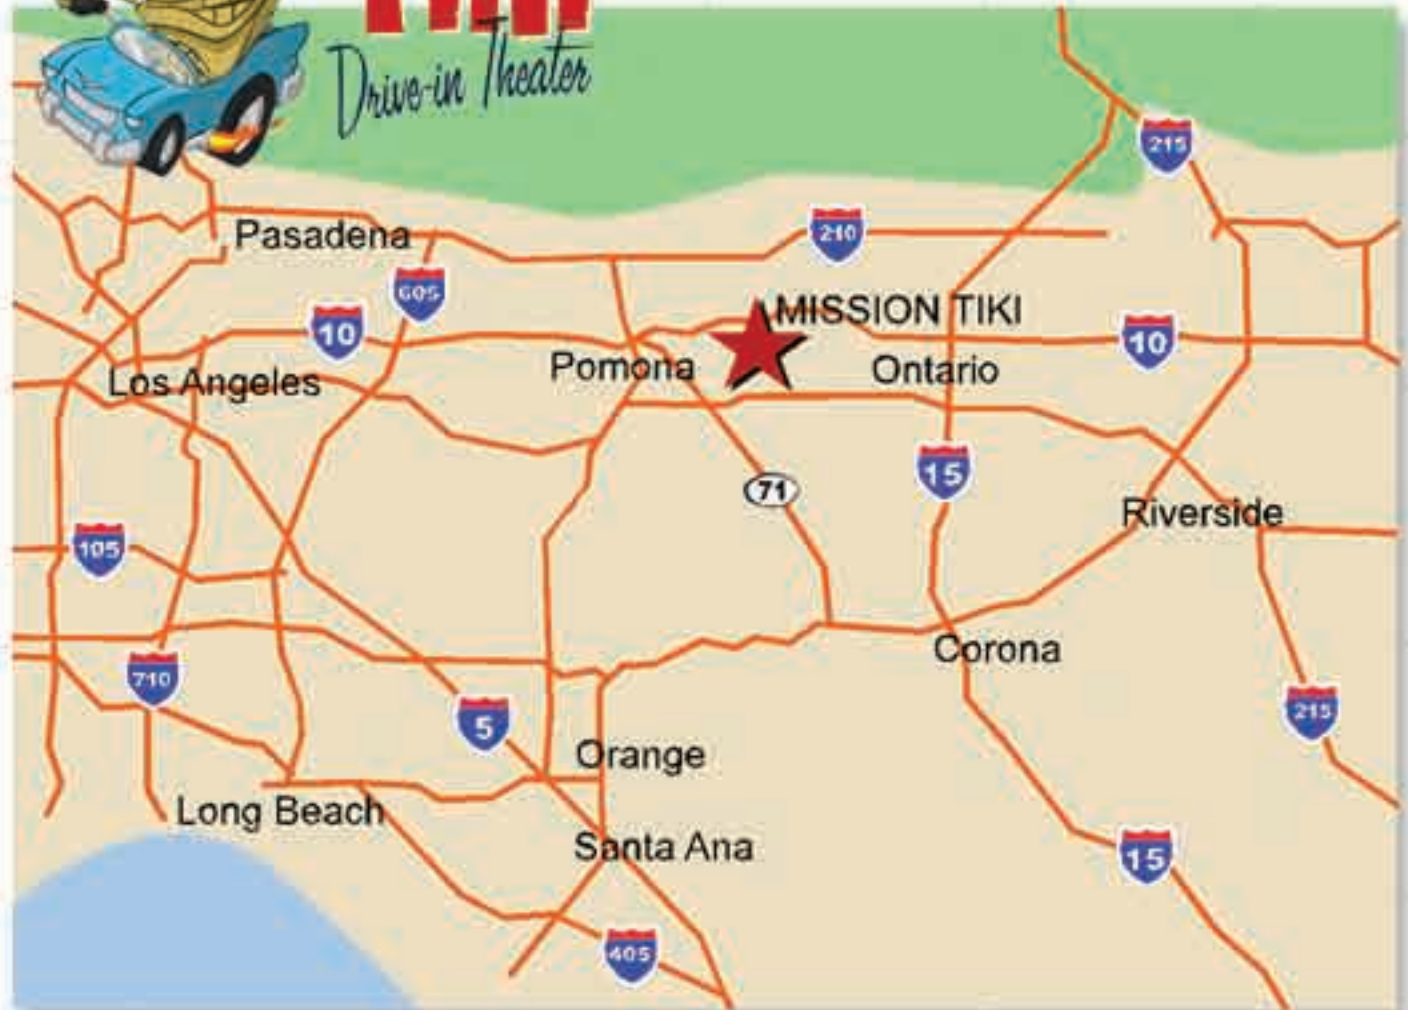 Drive-in Theater
215
Pasadena
210
605
MISSION TIKI
10
10
Pomona
Ontario
Los Angeles
15
71
Riverside
105
Corona
710
215
5
Orange
Long Beach
Santa Ana
15
405